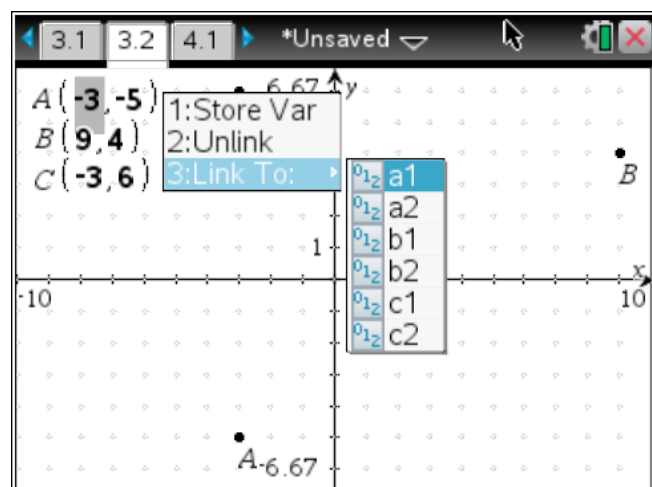 3.1 3.2 4.1 *Unsaved
A(-3,-5) 6.67 y
B(9,4)
C(-3,6)
1:Store Var
2:Unlink
3:Link To:
a1
a2
b1
b2
c1
c2
B
1
x
-10 10
A -6.67